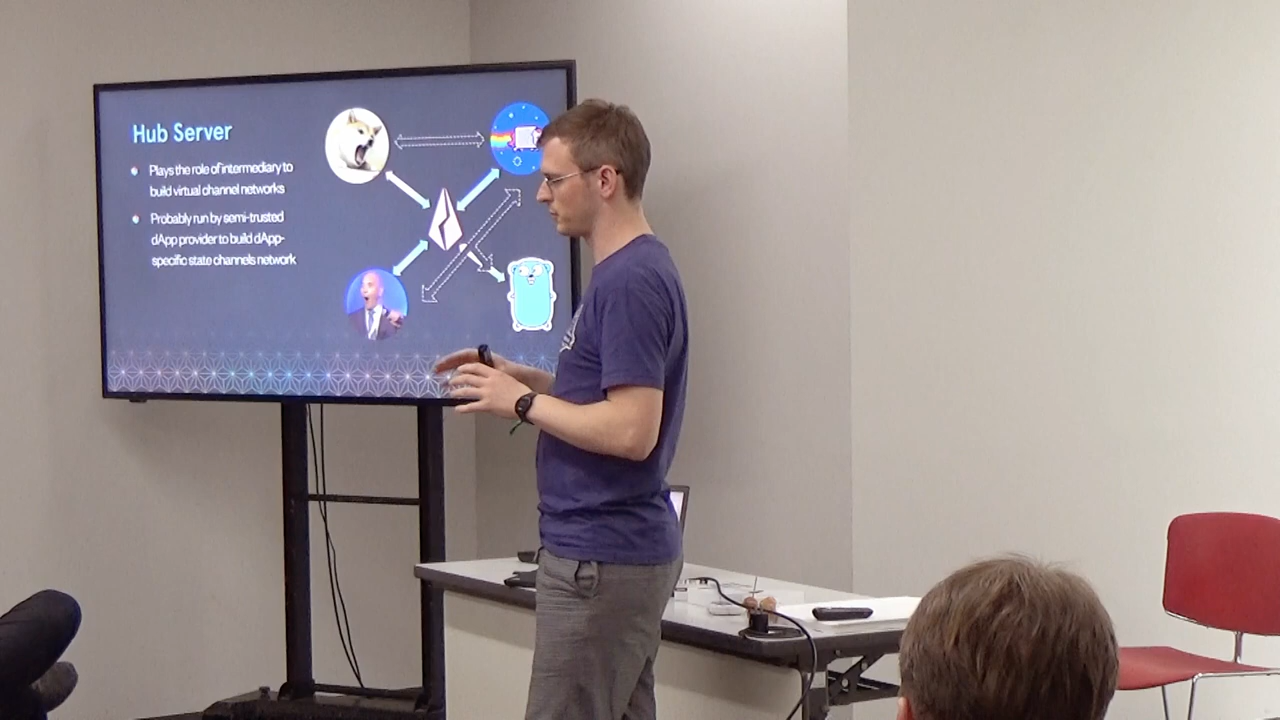 Hub Server
Plays the role of intermediary to
build virtual channel networks
Probably run by semi-trusted
dApp provider to build dApp-
specific state channels network